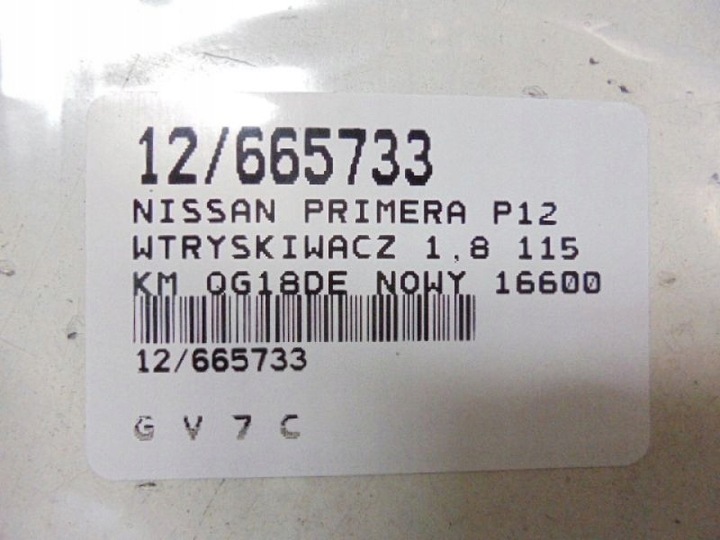 12/665733
NISSAN PRIMERA P12
WTRYSKIWACZ 1,8 115
KM QG18DE NOWY 16600
12/665733
G V 7 C